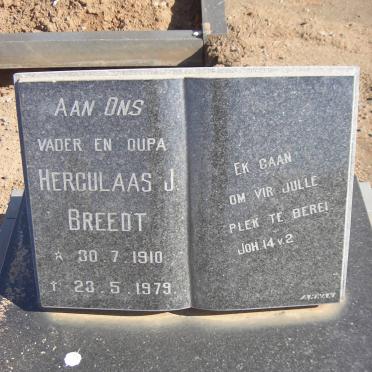 AAN ONS
VADER EN OUPA
HERCULAAS J.
BREEDT
* 30.7.1910
† 23.5.1979.
EK GAAN
OM VIR JULLE
PLEK TE BEREI
JOH.14 v.2